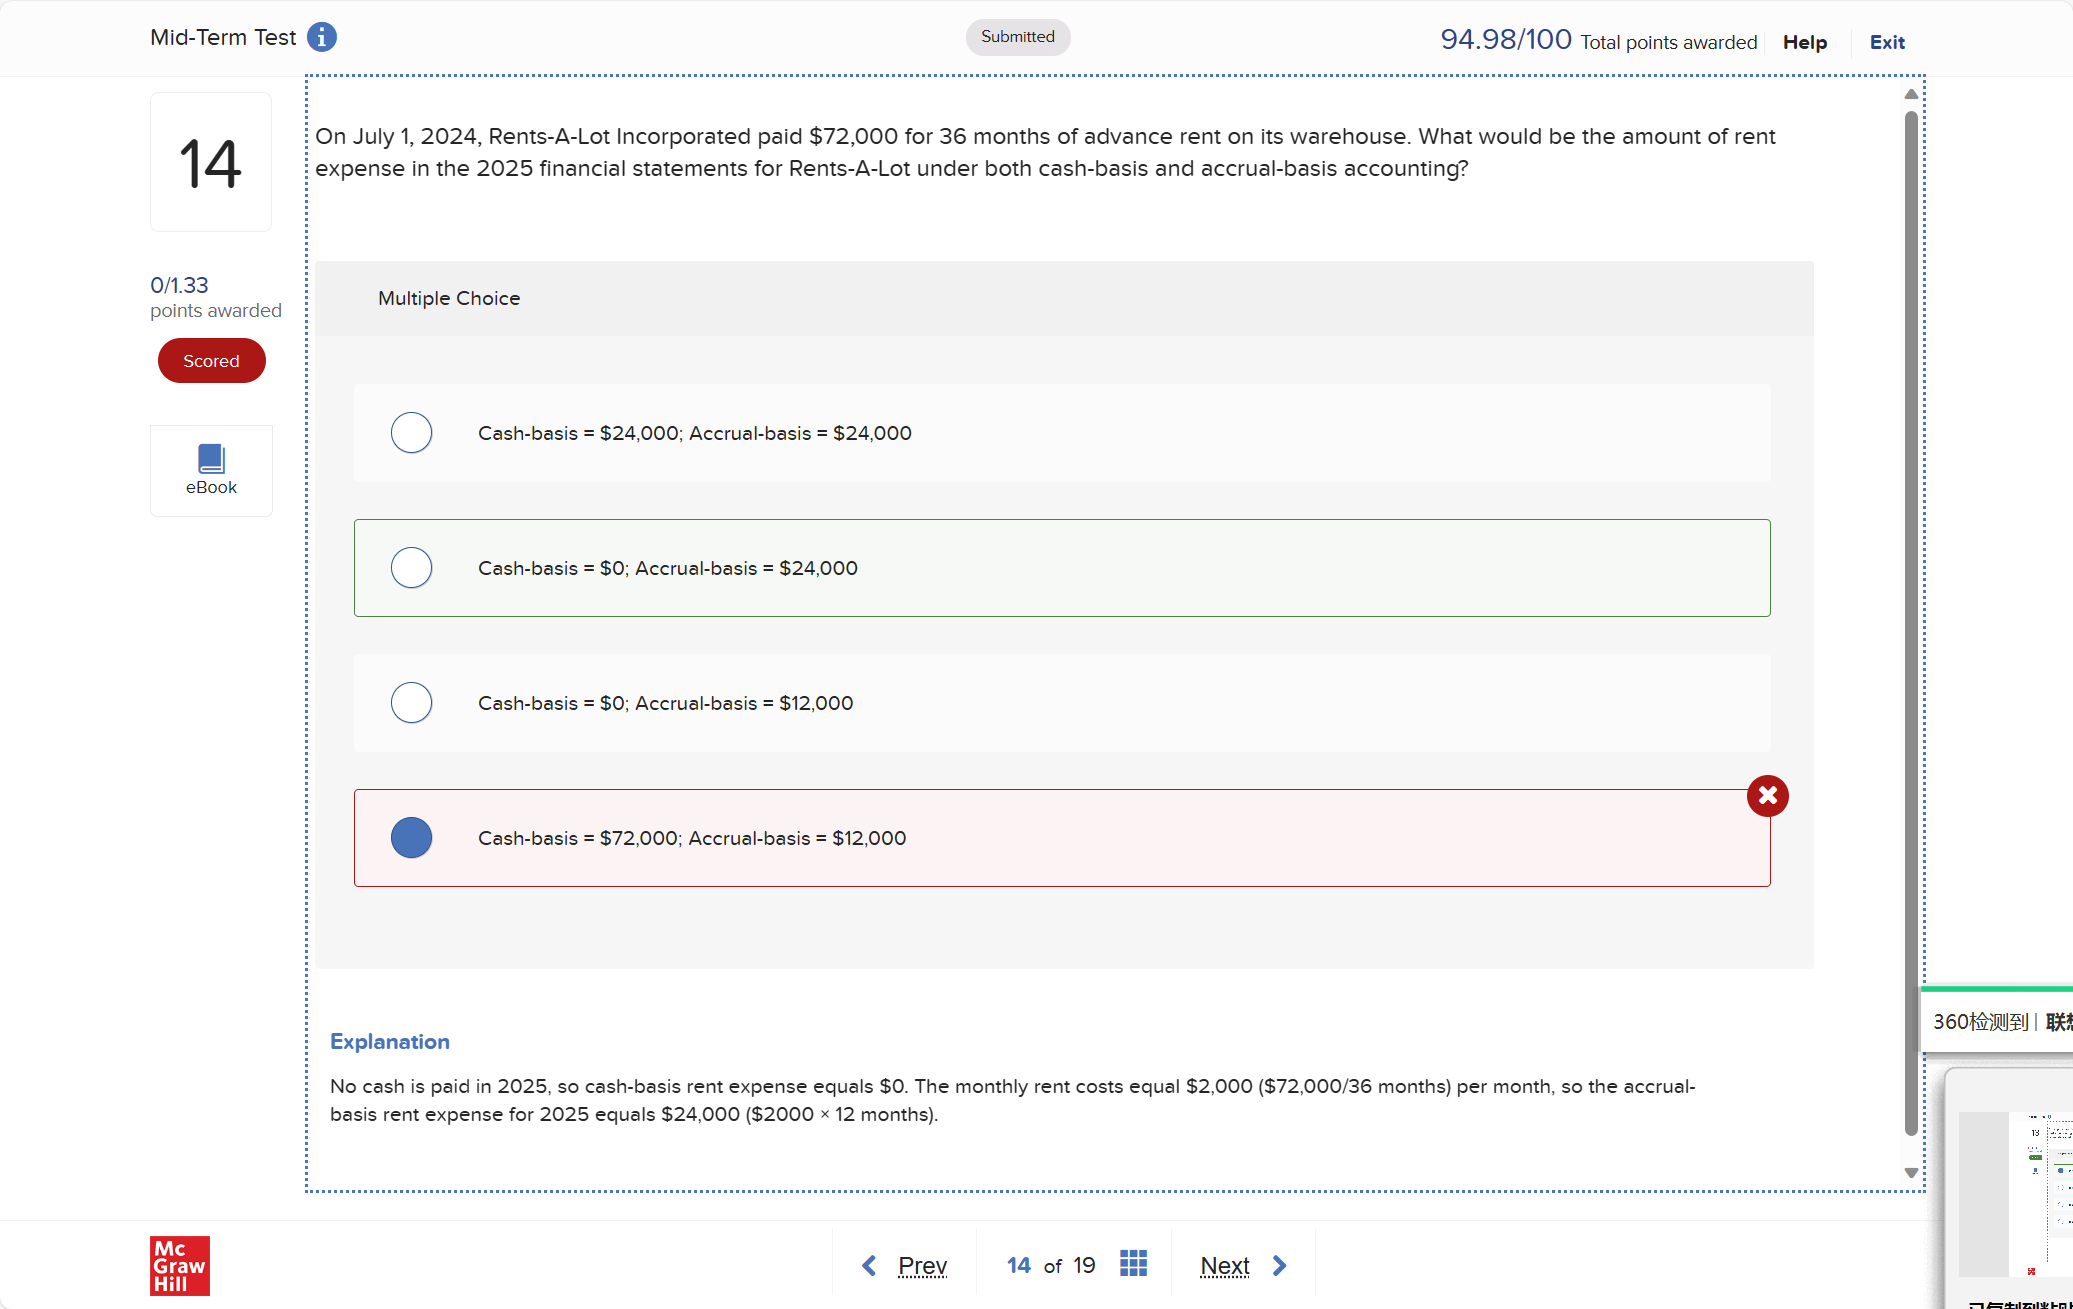 Mid-Term Test
Submitted
94.98/100 Total points awarded
Help
Exit
14
On July 1, 2024, Rents-A-Lot Incorporated paid $72,000 for 36 months of advance rent on its warehouse. What would be the amount of rent
expense in the 2025 financial statements for Rents-A-Lot under both cash-basis and accrual-basis accounting?
0/1.33
points awarded
Scored
eBook
Multiple Choice
Cash-basis = $24,000; Accrual-basis = $24,000
Cash-basis = $0; Accrual-basis = $24,000
Cash-basis = $0; Accrual-basis = $12,000
Cash-basis = $72,000; Accrual-basis = $12,000
Explanation
No cash is paid in 2025, so cash-basis rent expense equals $0. The monthly rent costs equal $2,000 ($72,000/36 months) per month, so the accrual-
basis rent expense for 2025 equals $24,000 ($2000 × 12 months).
360检测到 | 联想
13
Mc
Graw
Hill
Prev
14 of 19
Next